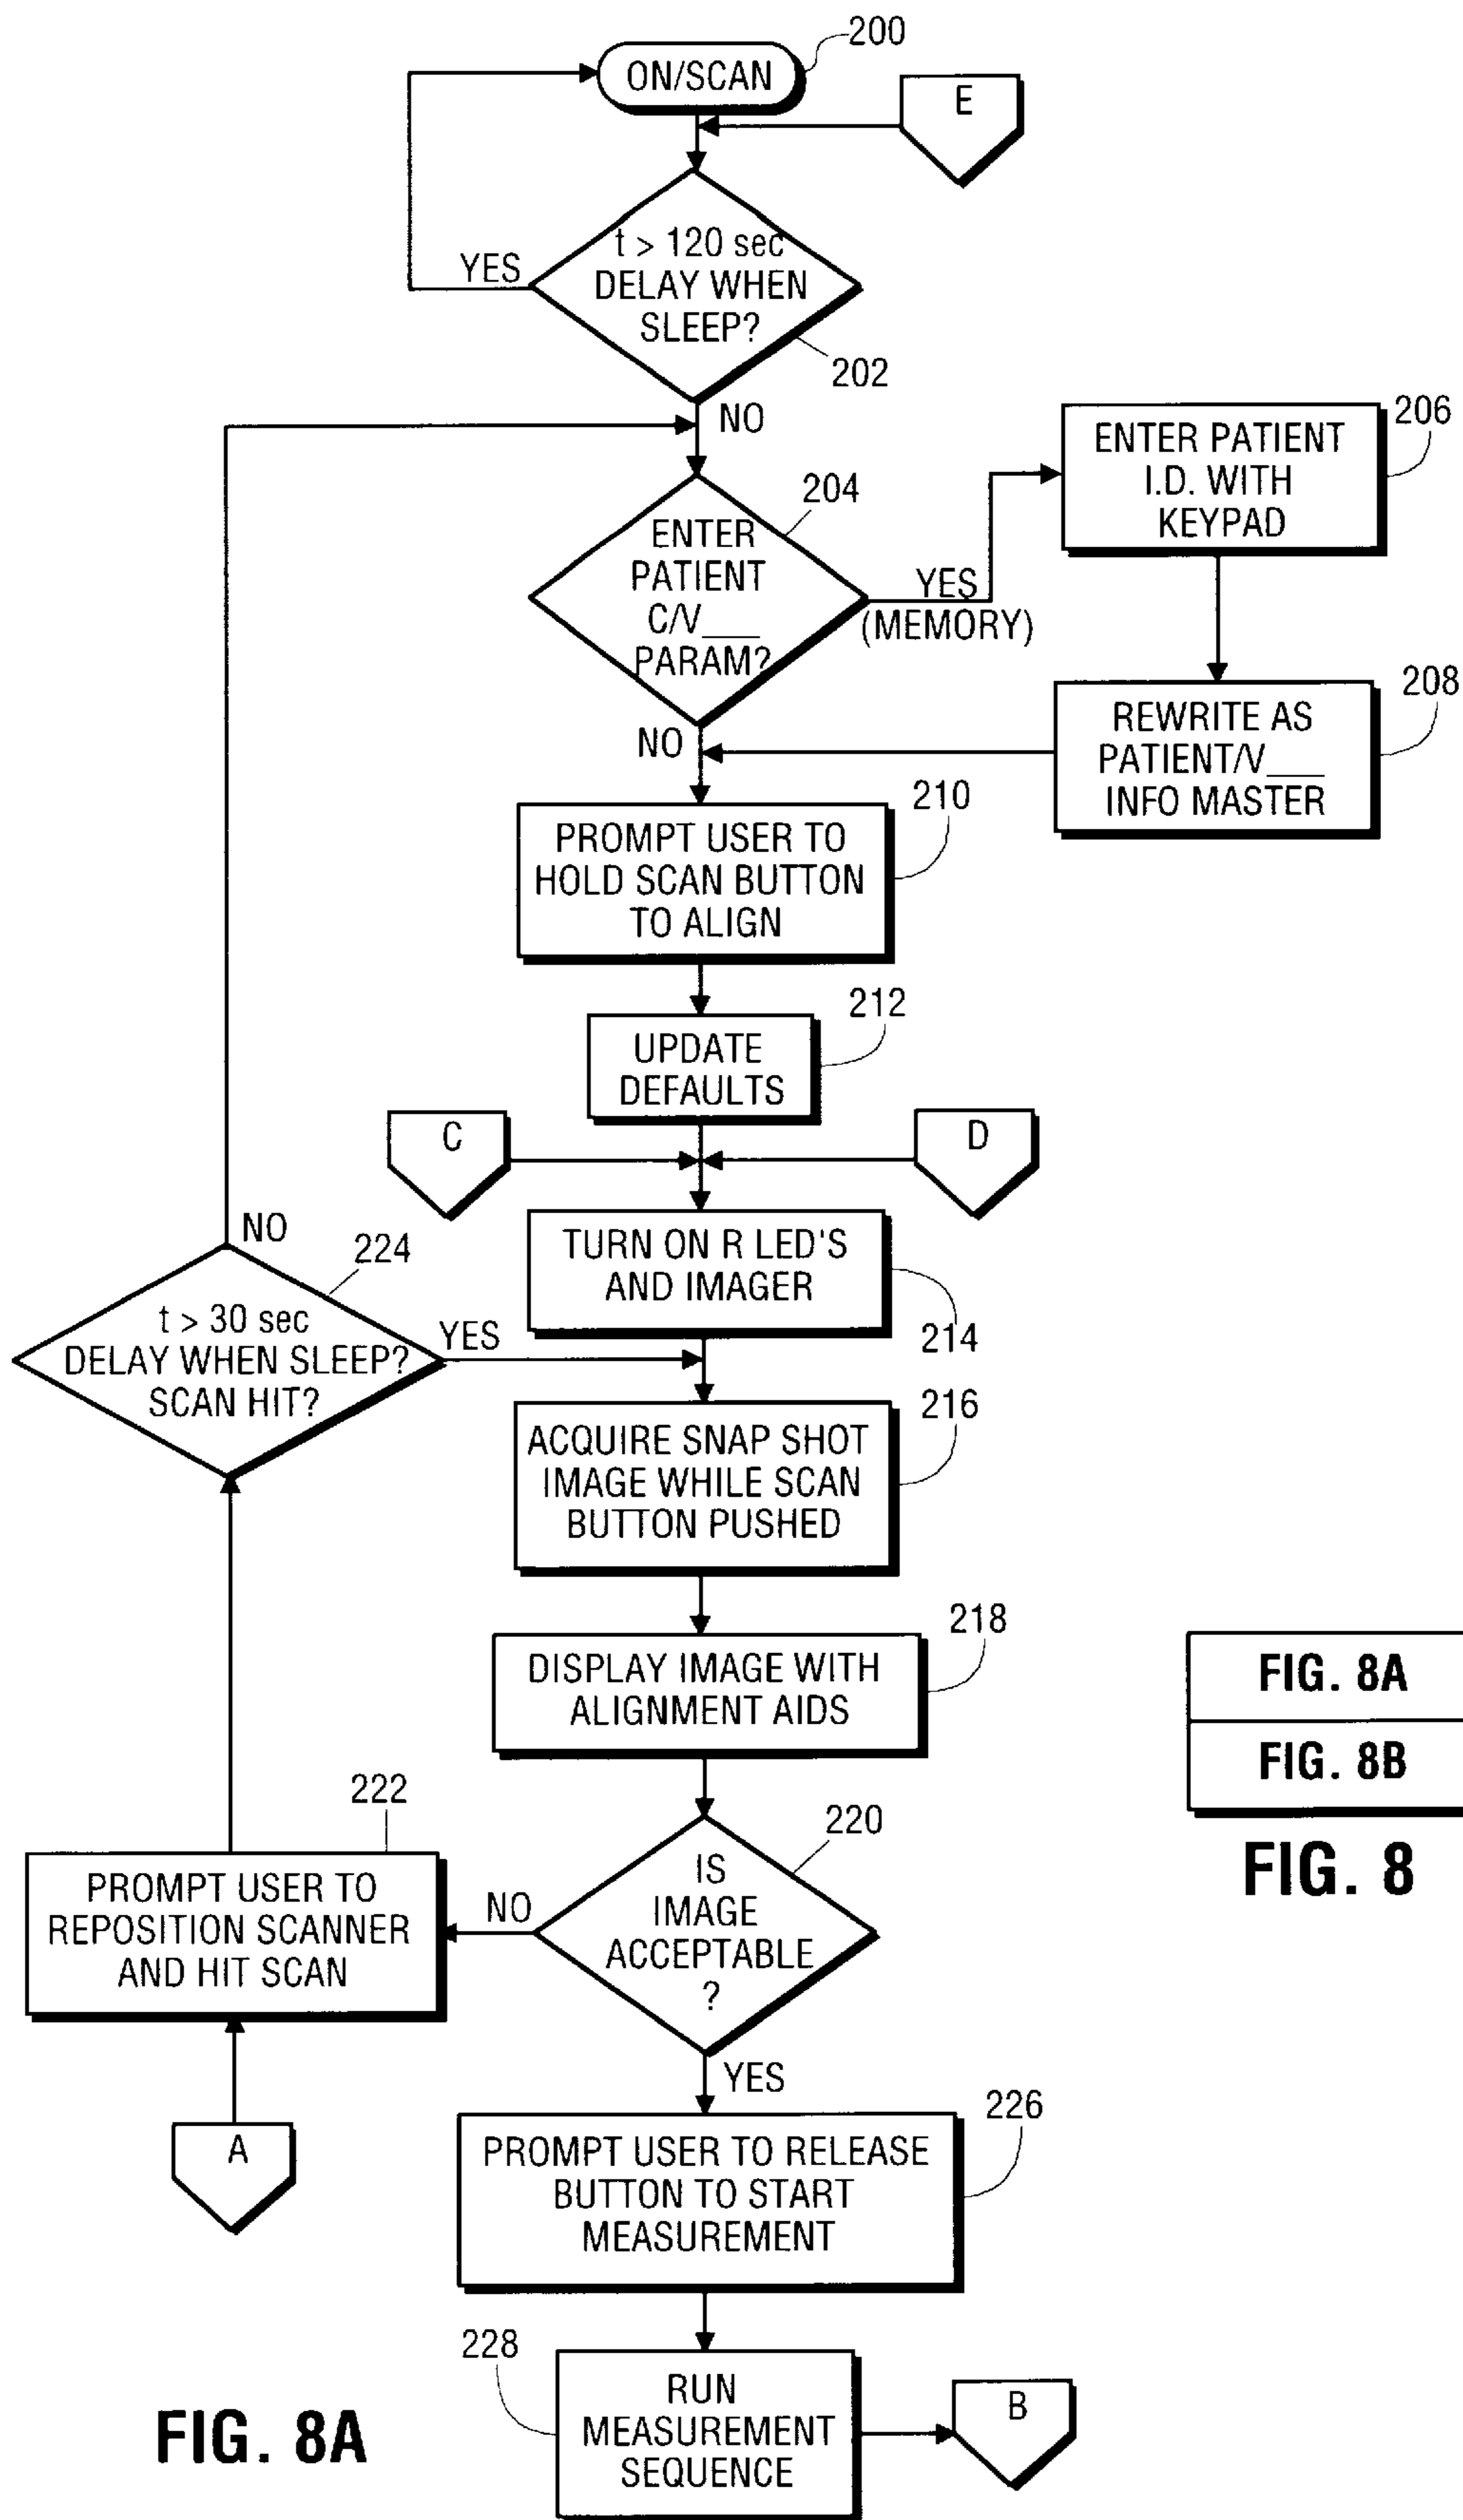 200
ON/SCAN
E
t > 120 sec
DELAY WHEN
SLEEP?
YES
202
NO
204
ENTER
PATIENT
C/V___
PARAM?
YES
(MEMORY)
206
ENTER PATIENT
I.D. WITH
KEYPAD
208
REWRITE AS
PATIENT/V___
INFO MASTER
NO
210
PROMPT USER TO
HOLD SCAN BUTTON
TO ALIGN
212
UPDATE
DEFAULTS
C
D
TURN ON R LED'S
AND IMAGER
214
NO
224
t > 30 sec
DELAY WHEN SLEEP?
SCAN HIT?
YES
216
ACQUIRE SNAP SHOT
IMAGE WHILE SCAN
BUTTON PUSHED
218
DISPLAY IMAGE WITH
ALIGNMENT AIDS
220
IS
IMAGE
ACCEPTABLE
?
NO
222
PROMPT USER TO
REPOSITION SCANNER
AND HIT SCAN
A
YES
226
PROMPT USER TO RELEASE
BUTTON TO START
MEASUREMENT
228
RUN
MEASUREMENT
SEQUENCE
B
FIG. 8A
FIG. 8B
FIG. 8
FIG. 8A